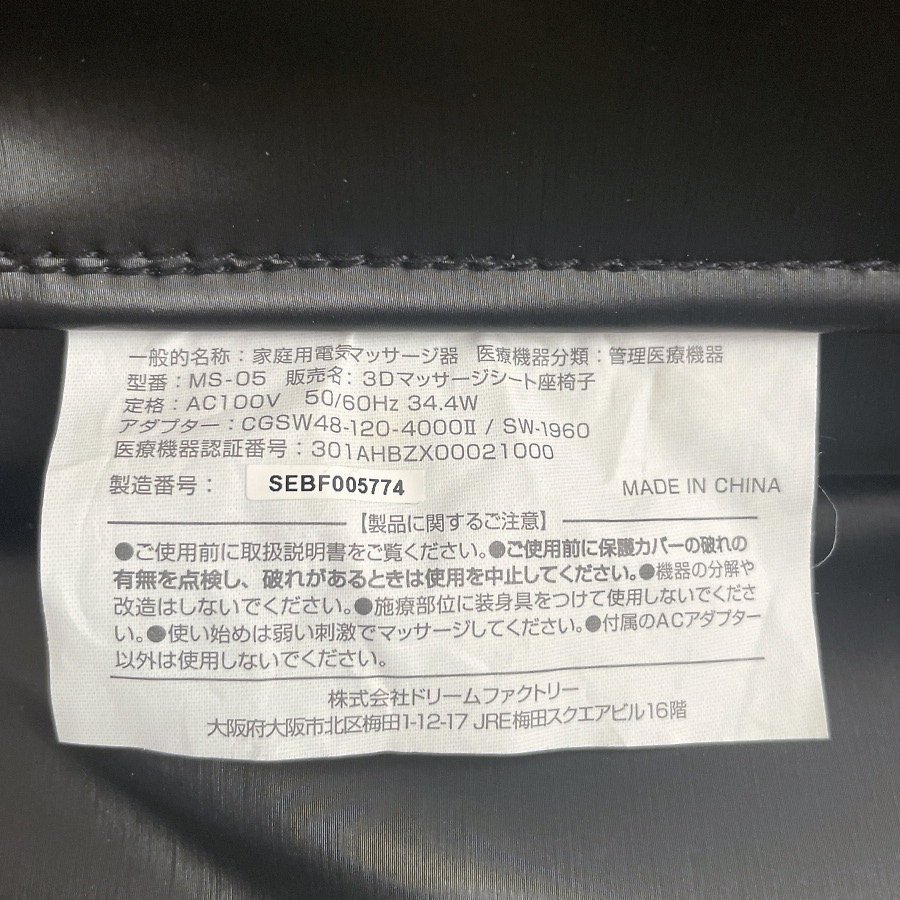 一般的名称：家庭用電気マッサージ器　医療機器分類：管理医療機器
型番：MS-05　販売名：3Dマッサージシート座椅子
定格：AC100V　50/60Hz 34.4W
アダプター：CGSW48-120-4000Ⅱ / SW-1960
医療機器認証番号：301AHBZX00021000
製造番号： SEBF005774 MADE IN CHINA
【製品に関するご注意】
●ご使用前に取扱説明書をご覧ください。●ご使用前に保護カバーの破れの
有無を点検し、破れがあるときは使用を中止してください。●機器の分解や
改造はしないでください。●施療部位に装身具をつけて使用しないでくださ
い。●使い始めは弱い刺激でマッサージしてください。●付属のACアダプター
以外は使用しないでください。
株式会社ドリームファクトリー
大阪府大阪市北区梅田1-12-17 JRE梅田スクエアビル16階